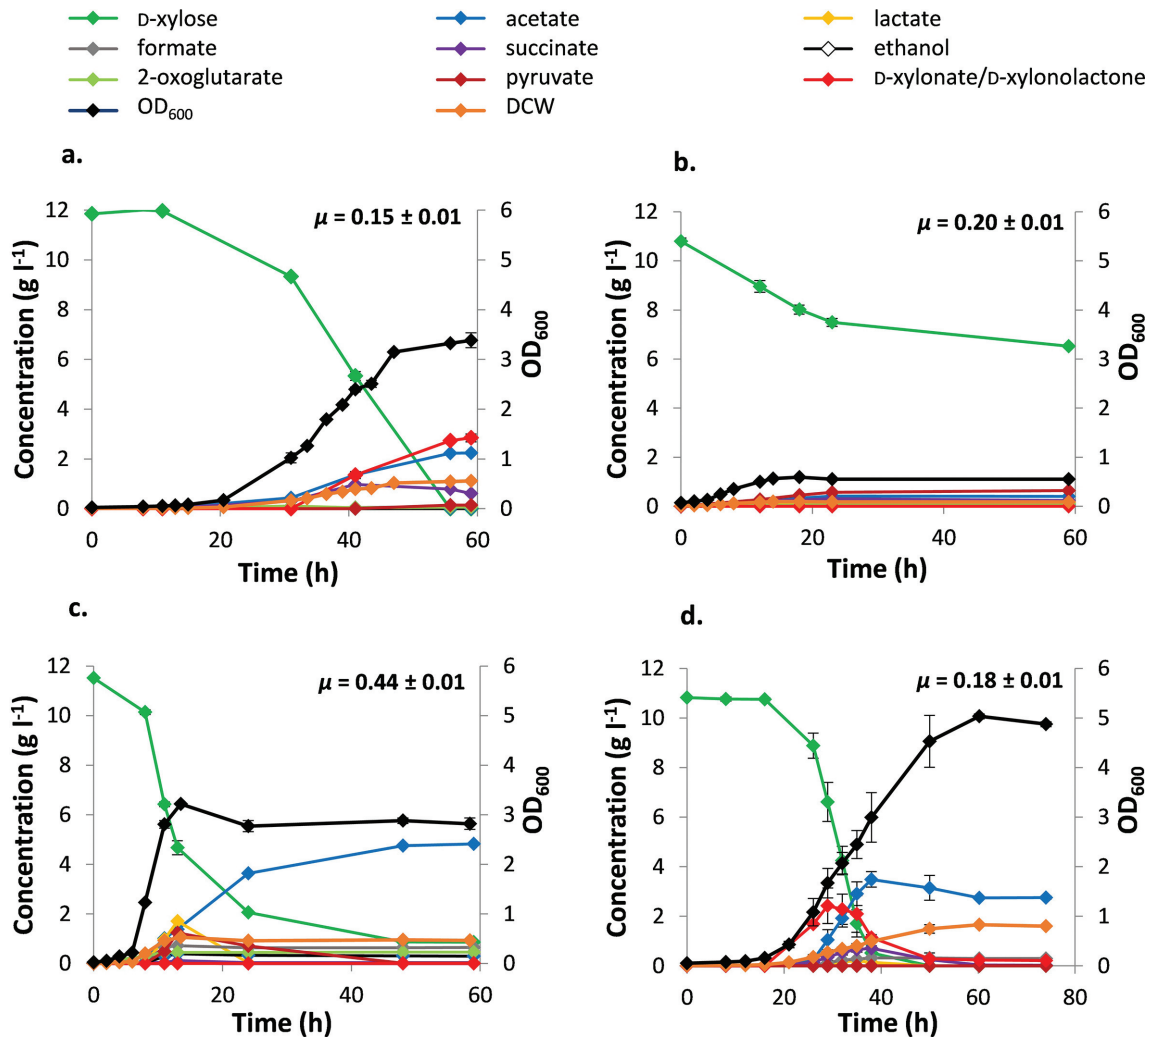 D-xylose acetate lactate
formate succinate ethanol
2-oxoglutarate pyruvate D-xylonate/D-xylonolactone
OD600 DCW
a.
μ = 0.15 ± 0.01
Concentration (g l-1)
12
10
8
6
4
2
0
6
5
4
3
2
1
0
OD600
0 20 40 60
Time (h)
b.
μ = 0.20 ± 0.01
Concentration (g l-1)
12
10
8
6
4
2
0
6
5
4
3
2
1
0
OD600
0 20 40 60
Time (h)
c.
μ = 0.44 ± 0.01
Concentration (g l-1)
12
10
8
6
4
2
0
6
5
4
3
2
1
0
OD600
0 20 40 60
Time (h)
d.
μ = 0.18 ± 0.01
Concentration (g l-1)
12
10
8
6
4
2
0
6
5
4
3
2
1
0
OD600
0 20 40 60 80
Time (h)